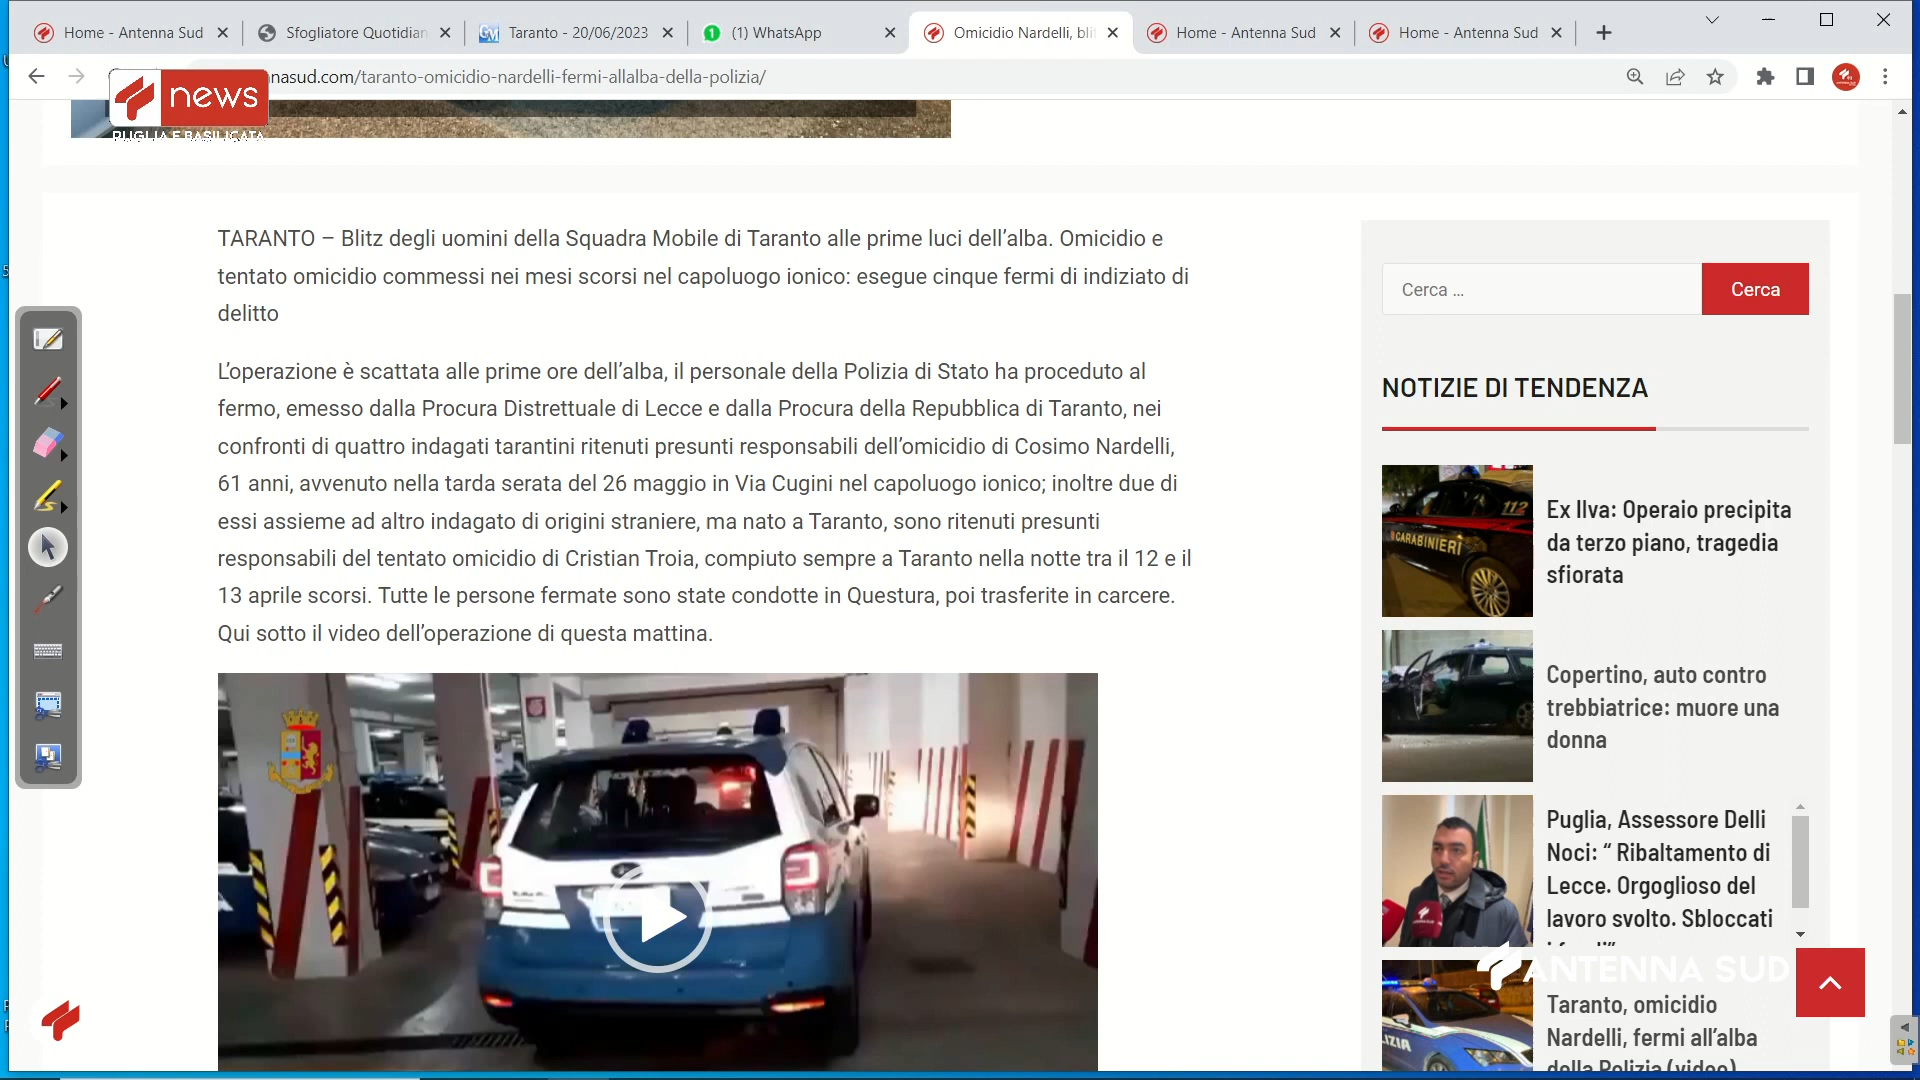 Home - Antenna Sud
Sfogliatore Quotidian
Taranto - 20/06/2023
(1) WhatsApp
Omicidio Nardelli, blit
Home - Antenna Sud
Home - Antenna Sud
nnasud.com/taranto-omicidio-nardelli-fermi-allalba-della-polizia/
news
PUGLIA E BASILICATA
TARANTO – Blitz degli uomini della Squadra Mobile di Taranto alle prime luci dell’alba. Omicidio e
tentato omicidio commessi nei mesi scorsi nel capoluogo ionico: esegue cinque fermi di indiziato di
delitto
L’operazione è scattata alle prime ore dell’alba, il personale della Polizia di Stato ha proceduto al
fermo, emesso dalla Procura Distrettuale di Lecce e dalla Procura della Repubblica di Taranto, nei
confronti di quattro indagati tarantini ritenuti presunti responsabili dell’omicidio di Cosimo Nardelli,
61 anni, avvenuto nella tarda serata del 26 maggio in Via Cugini nel capoluogo ionico; inoltre due di
essi assieme ad altro indagato di origini straniere, ma nato a Taranto, sono ritenuti presunti
responsabili del tentato omicidio di Cristian Troia, compiuto sempre a Taranto nella notte tra il 12 e il
13 aprile scorsi. Tutte le persone fermate sono state condotte in Questura, poi trasferite in carcere.
Qui sotto il video dell’operazione di questa mattina.
Cerca …
Cerca
NOTIZIE DI TENDENZA
112
CARABINIERI
Ex Ilva: Operaio precipita
da terzo piano, tragedia
sfiorata
Copertino, auto contro
trebbiatrice: muore una
donna
Puglia, Assessore Delli
Noci: “ Ribaltamento di
Lecce. Orgoglioso del
lavoro svolto. Sbloccati
i fondi”
ANTENNA SUD
Taranto, omicidio
Nardelli, fermi all’alba
della Polizia (video)